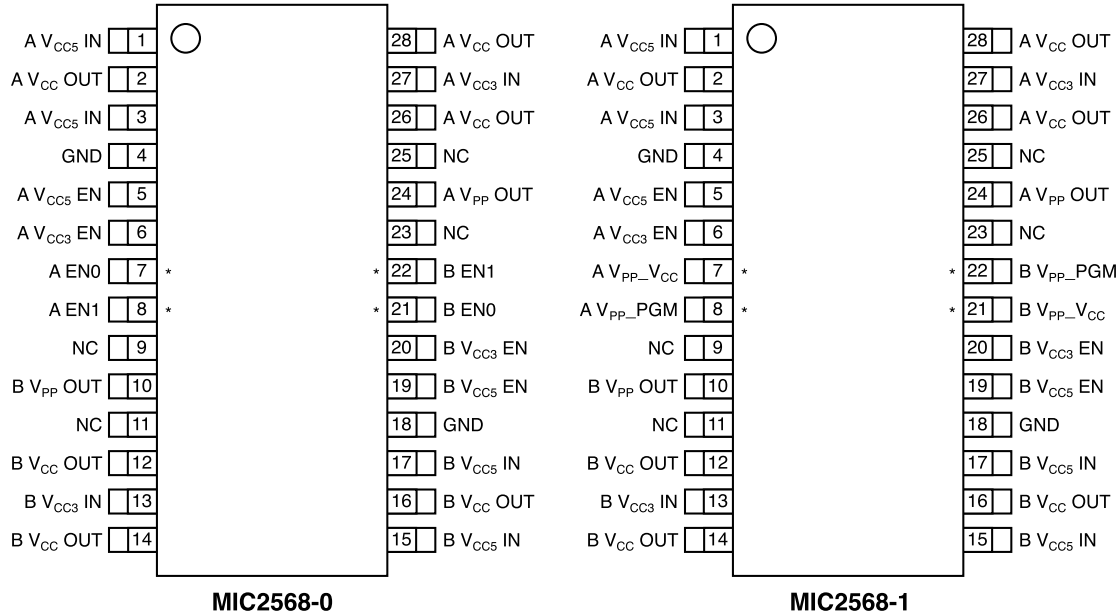 A VCC5 IN 1 28 A VCC OUT
A VCC OUT 2 27 A VCC3 IN
A VCC5 IN 3 26 A VCC OUT
GND 4 25 NC
A VCC5 EN 5 24 A VPP OUT
A VCC3 EN 6 23 NC
A EN0 7 * * 22 B EN1
A EN1 8 * * 21 B EN0
NC 9 20 B VCC3 EN
B VPP OUT 10 19 B VCC5 EN
NC 11 18 GND
B VCC OUT 12 17 B VCC5 IN
B VCC3 IN 13 16 B VCC OUT
B VCC OUT 14 15 B VCC5 IN
MIC2568-0
A VCC5 IN 1 28 A VCC OUT
A VCC OUT 2 27 A VCC3 IN
A VCC5 IN 3 26 A VCC OUT
GND 4 25 NC
A VCC5 EN 5 24 A VPP OUT
A VCC3 EN 6 23 NC
A VPP_VCC 7 * * 22 B VPP_PGM
A VPP_PGM 8 * * 21 B VPP_VCC
NC 9 20 B VCC3 EN
B VPP OUT 10 19 B VCC5 EN
NC 11 18 GND
B VCC OUT 12 17 B VCC5 IN
B VCC3 IN 13 16 B VCC OUT
B VCC OUT 14 15 B VCC5 IN
MIC2568-1